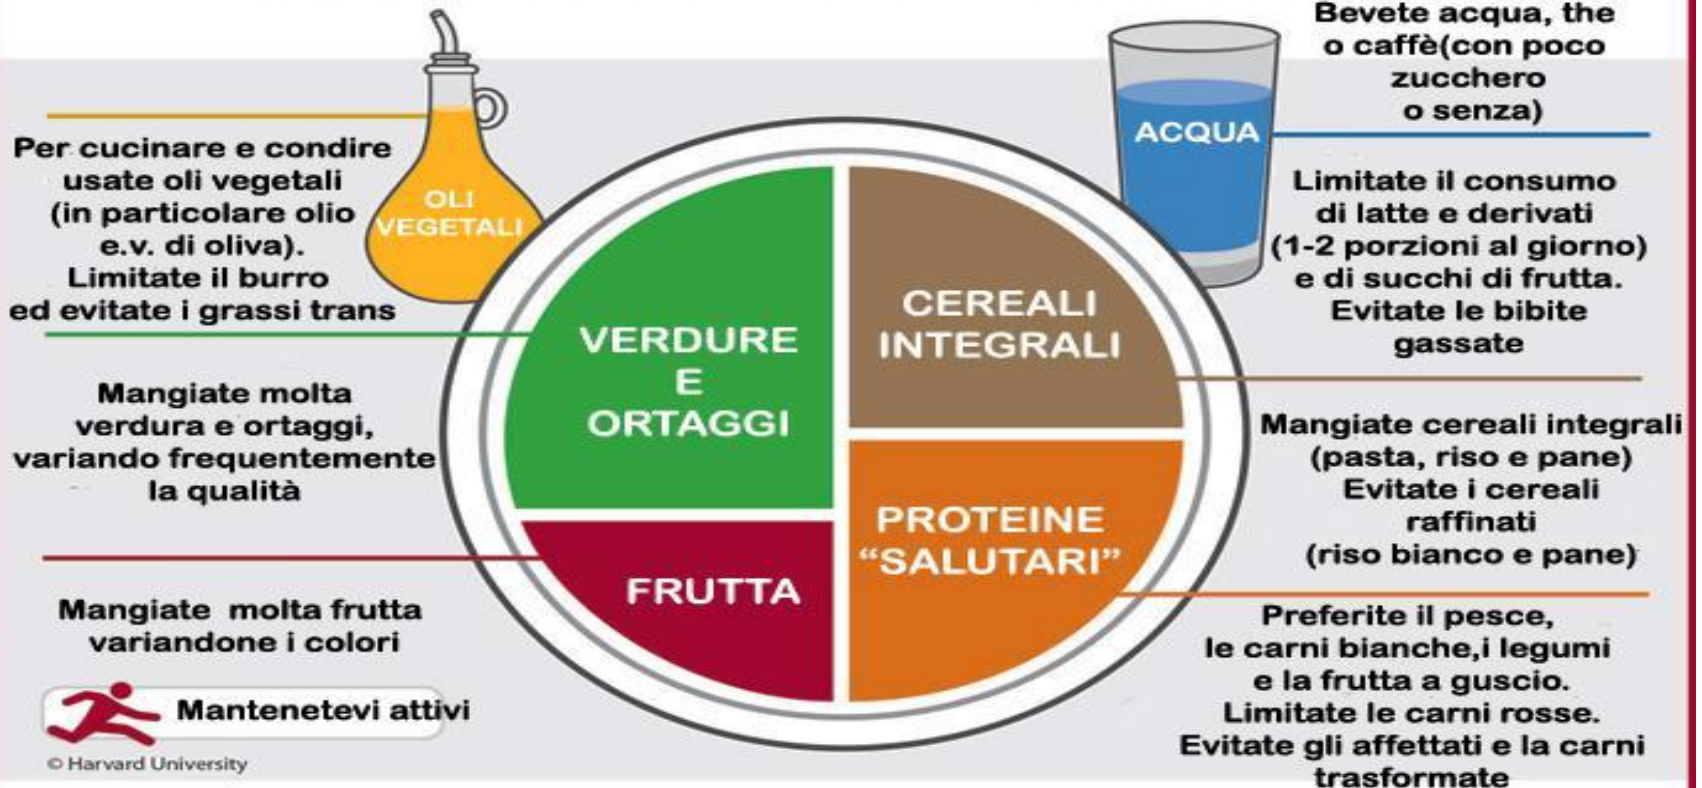 Bevete acqua, the
o caffè(con poco
zucchero
o senza)
ACQUA
Limitate il consumo
di latte e derivati
(1-2 porzioni al giorno)
e di succhi di frutta.
Evitate le bibite
gassate
Per cucinare e condire
usate oli vegetali
(in particolare olio
e.v. di oliva).
Limitate il burro
ed evitate i grassi trans
OLI
VEGETALI
VERDURE
E
ORTAGGI
CEREALI
INTEGRALI
Mangiate molta
verdura e ortaggi,
variando frequentemente
la qualità
Mangiate cereali integrali
(pasta, riso e pane)
Evitate i cereali
raffinati
(riso bianco e pane)
FRUTTA
PROTEINE
“SALUTARI”
Mangiate molta frutta
variandone i colori
Preferite il pesce,
le carni bianche,i legumi
e la frutta a guscio.
Limitate le carni rosse.
Evitate gli affettati e la carni
trasformate
Mantenetevi attivi
© Harvard University